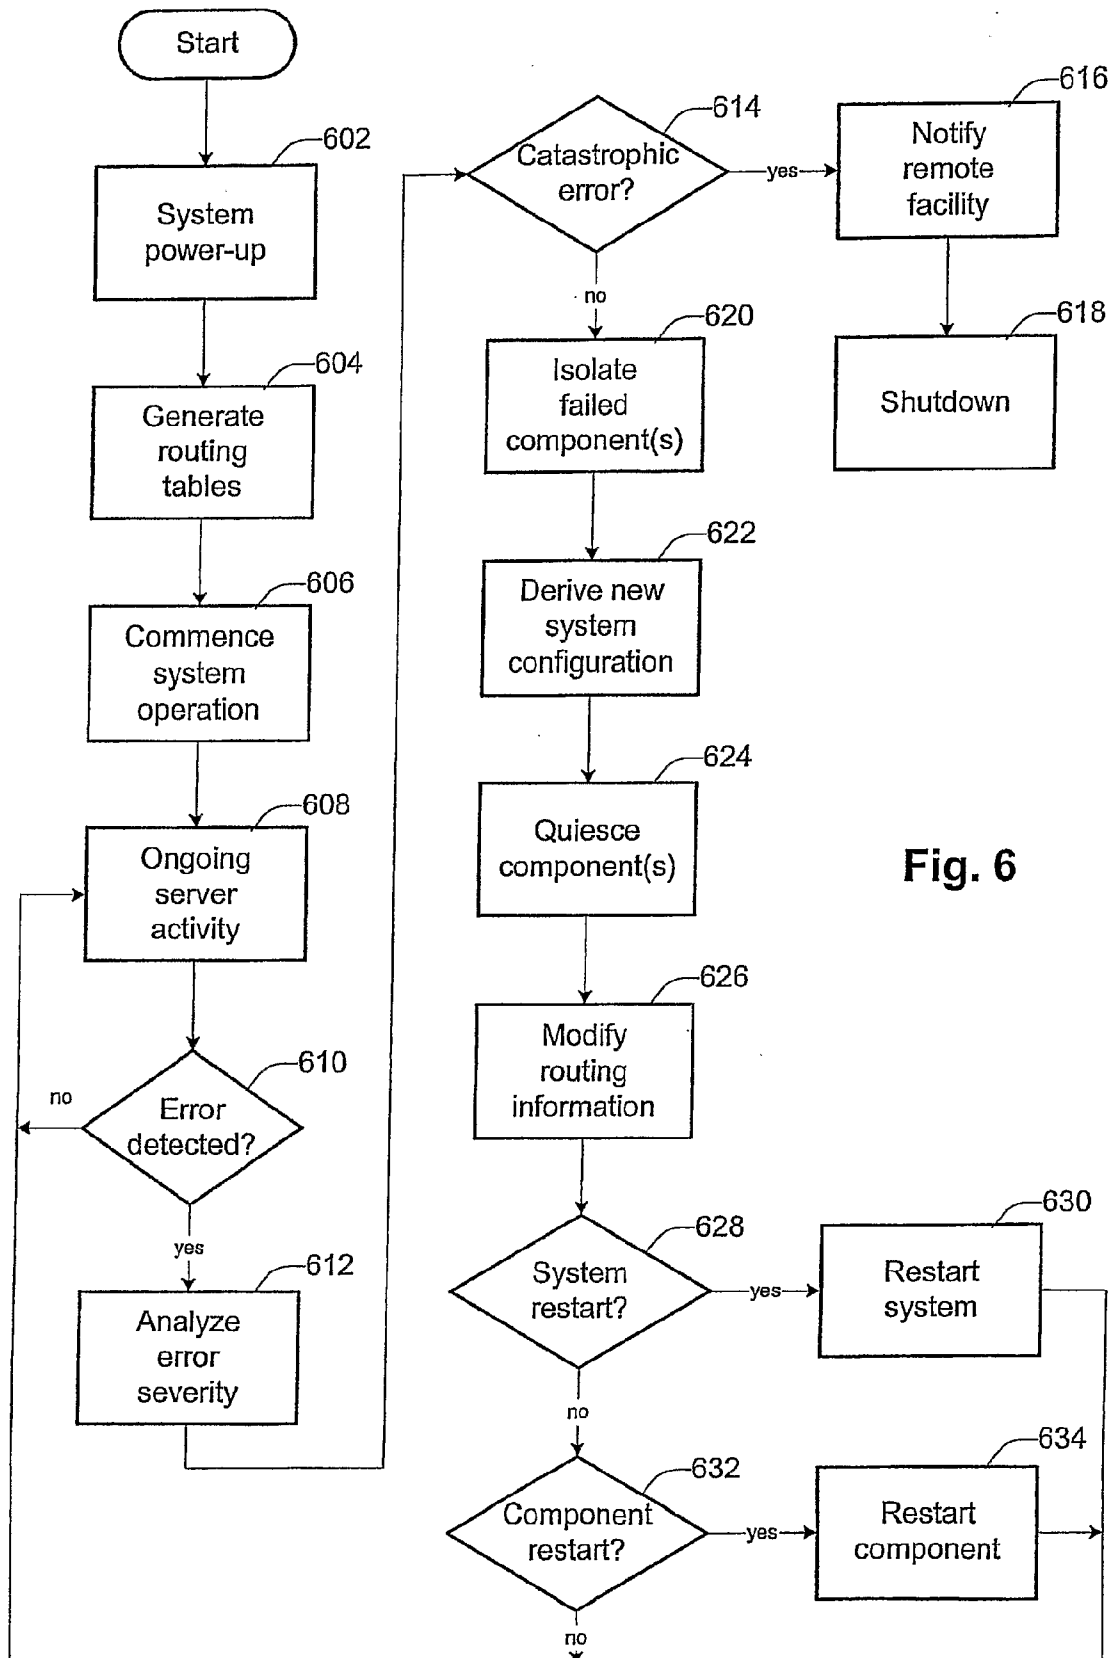 Start
602
System
power-up
604
Generate
routing
tables
606
Commence
system
operation
608
Ongoing
server
activity
610
Error
detected?
no
yes
612
Analyze
error
severity
614
Catastrophic
error?
yes
616
Notify
remote
facility
618
Shutdown
no
620
Isolate
failed
component(s)
622
Derive new
system
configuration
624
Quiesce
component(s)
626
Modify
routing
information
628
System
restart?
yes
630
Restart
system
no
632
Component
restart?
yes
634
Restart
component
no
Fig. 6